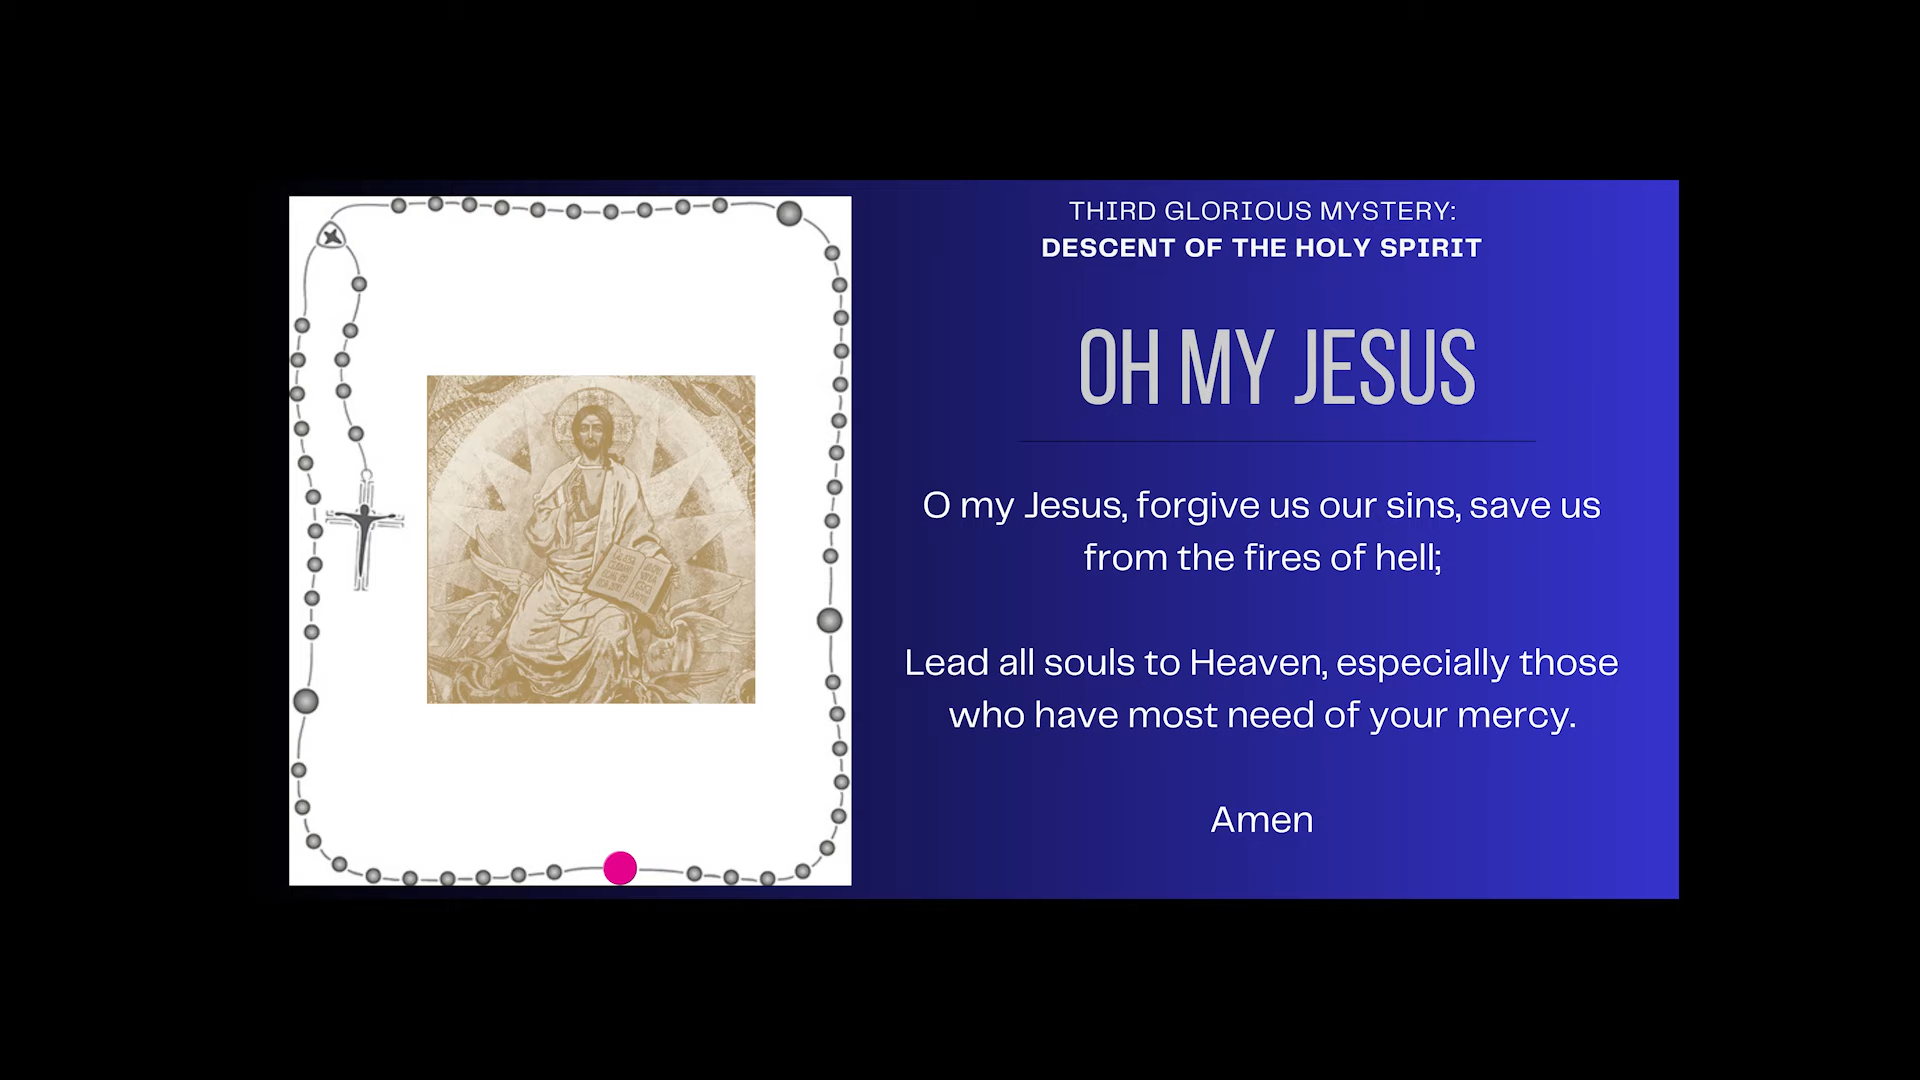 THIRD GLORIOUS MYSTERY:
DESCENT OF THE HOLY SPIRIT
OH MY JESUS
O my Jesus, forgive us our sins, save us
from the fires of hell;
Lead all souls to Heaven, especially those
who have most need of your mercy.
Amen